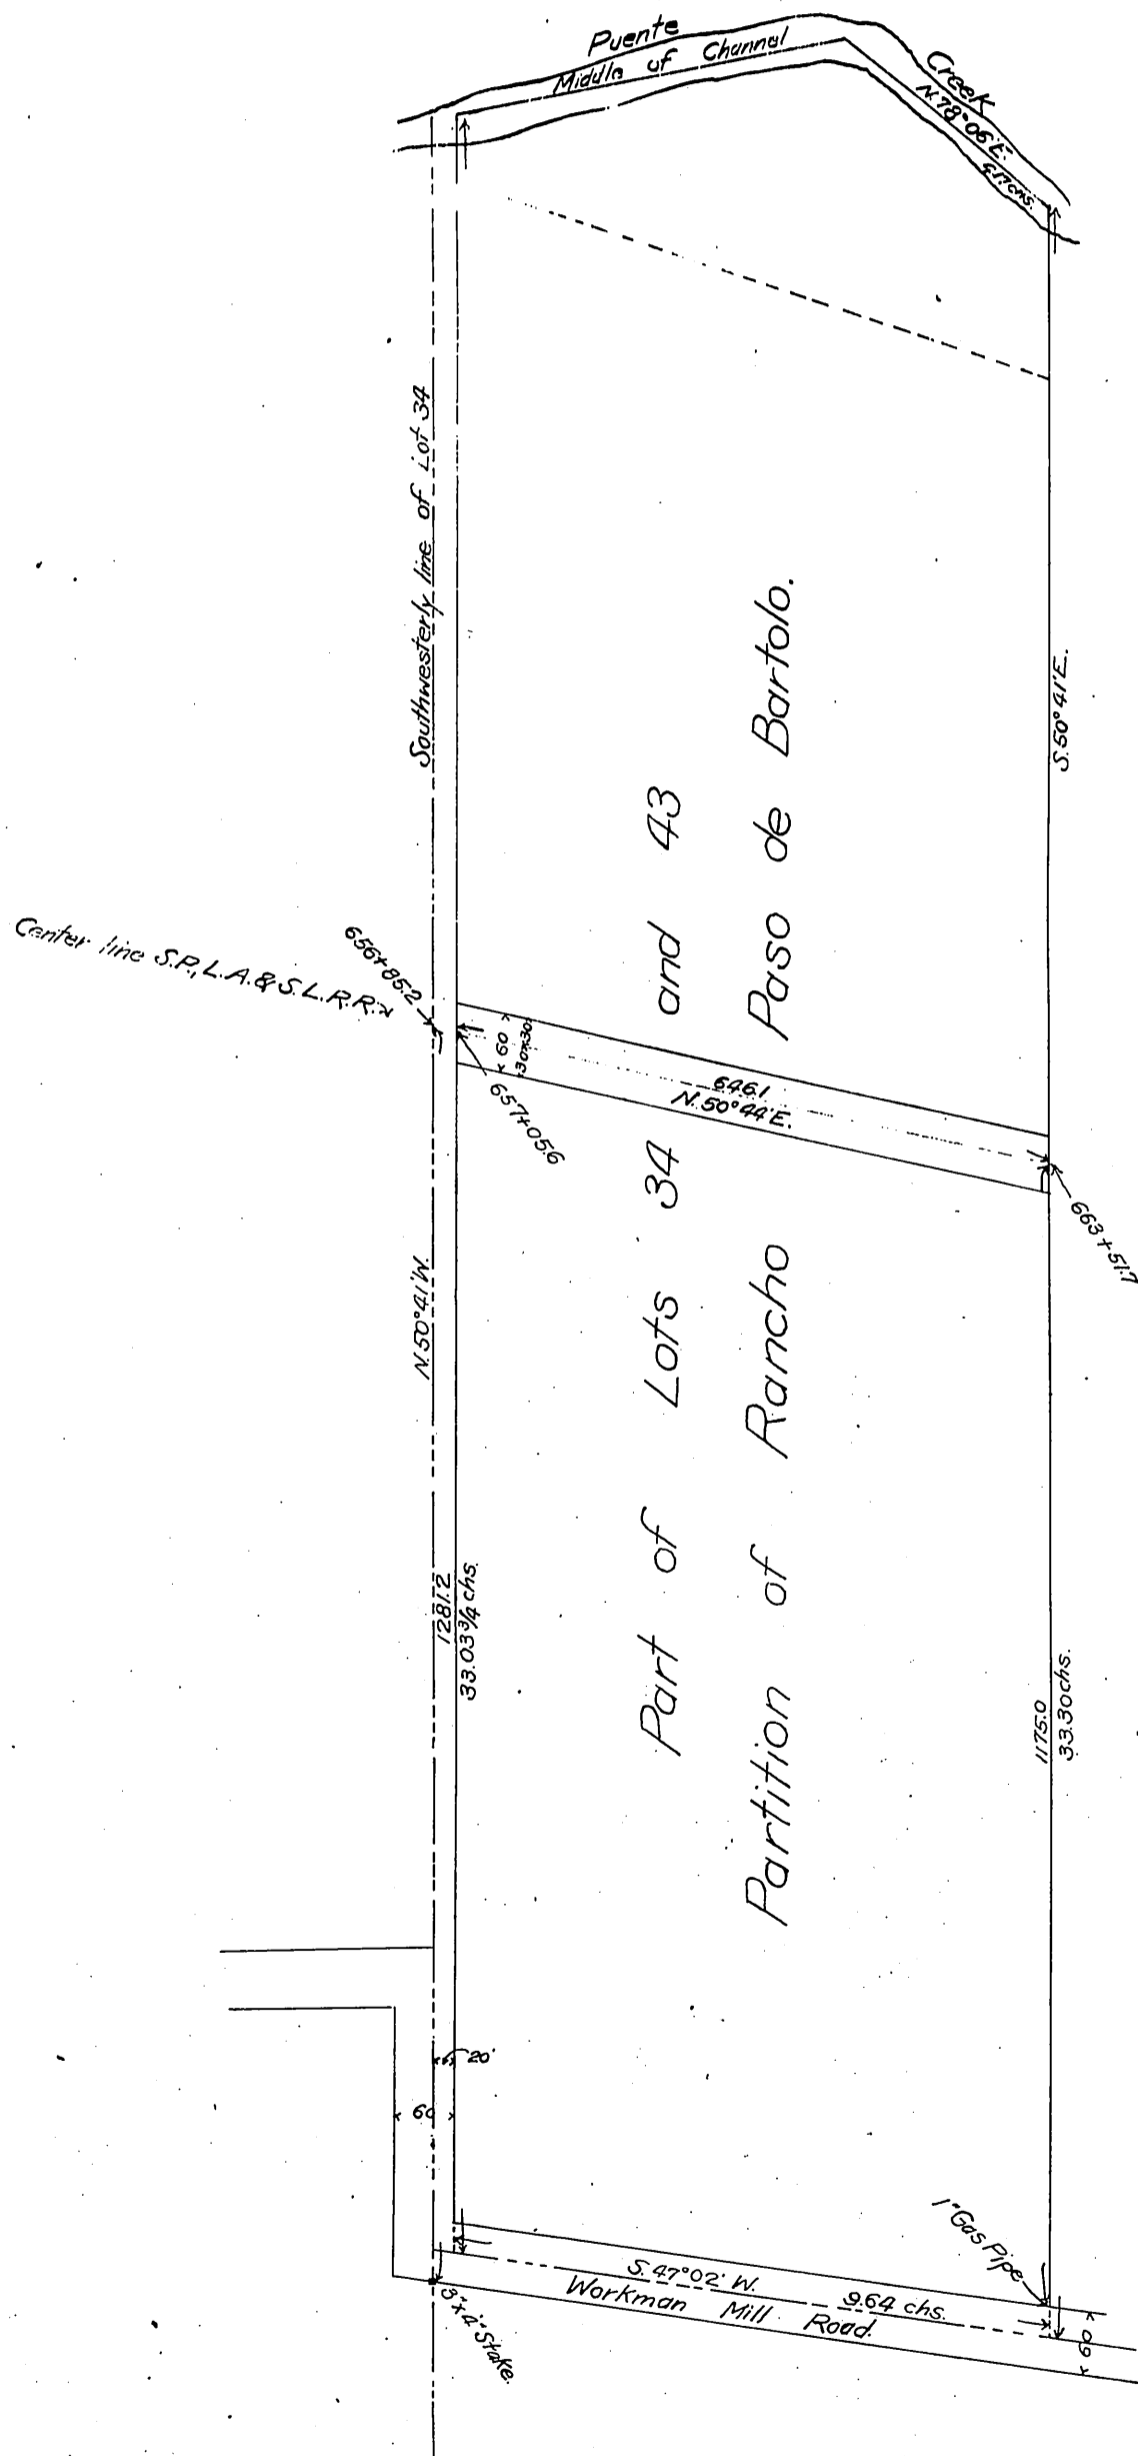 Puente
Middle of Channel
Creek
N.78°06'E.
9.17 chs.
Southwesterly line of Lot 34
Center line S.P., L.A. & S.L.R.R.
656+85.2
60
30 30
657+05.6
646.1
N.50°44'E.
663+51.7
S.50°41'E.
N.50°41'W.
1281.2
33.03 3/4 chs.
Part of Lots 34 and 43
Partition of Rancho Paso de Bartolo.
1175.0
33.30 chs.
20'
60
1" Gas Pipe
S.47°02' W.
9.64 chs.
Workman Mill Road.
60
3"x4" Stake.